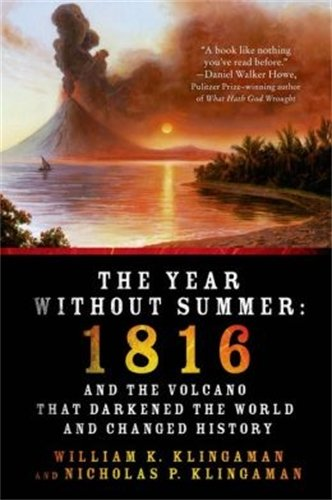 "A book like nothing
you've read before."
—Daniel Walker Howe,
Pulitzer Prize–winning author
of What Hath God Wrought
THE YEAR
WITHOUT SUMMER:
1816
AND THE VOLCANO
THAT DARKENED THE WORLD
AND CHANGED HISTORY
WILLIAM K. KLINGAMAN
AND NICHOLAS P. KLINGAMAN